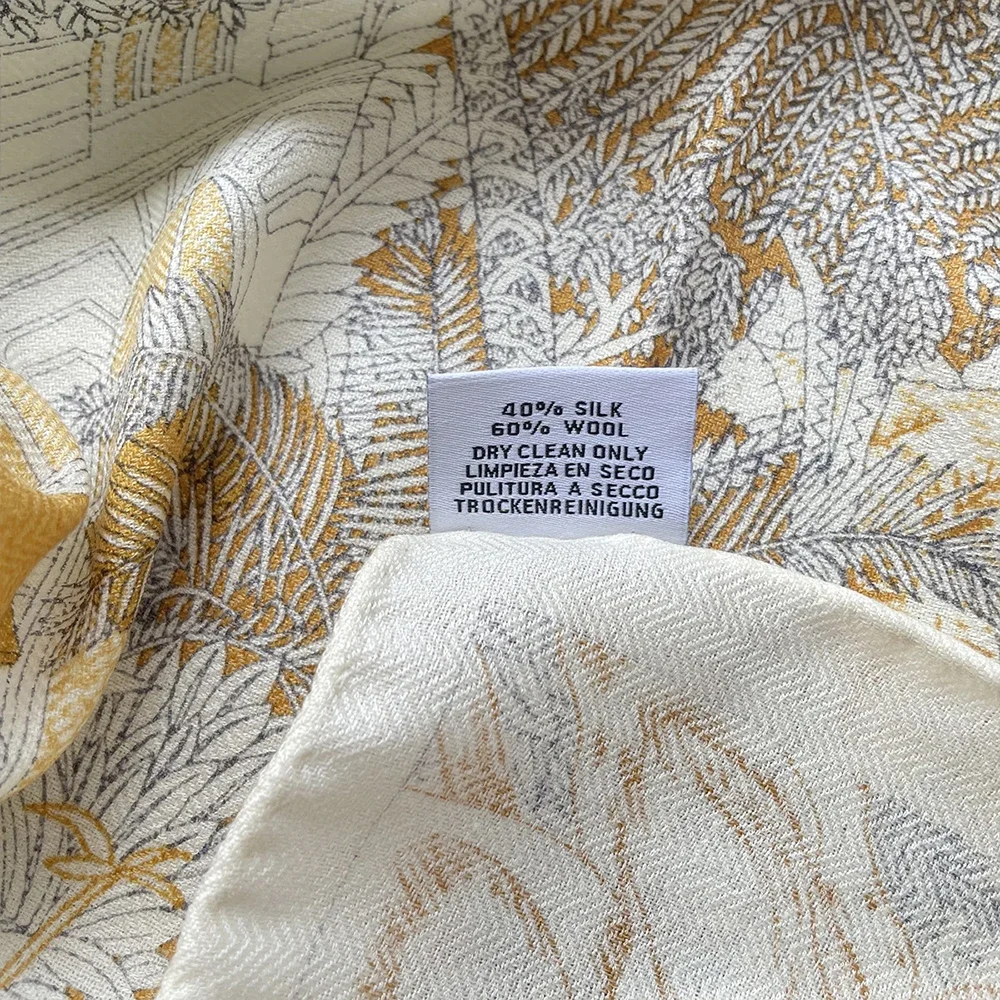 40% SILK
60% WOOL
DRY CLEAN ONLY
LIMPIEZA EN SECO
PULITURA A SECCO
TROCKENREINIGUNG